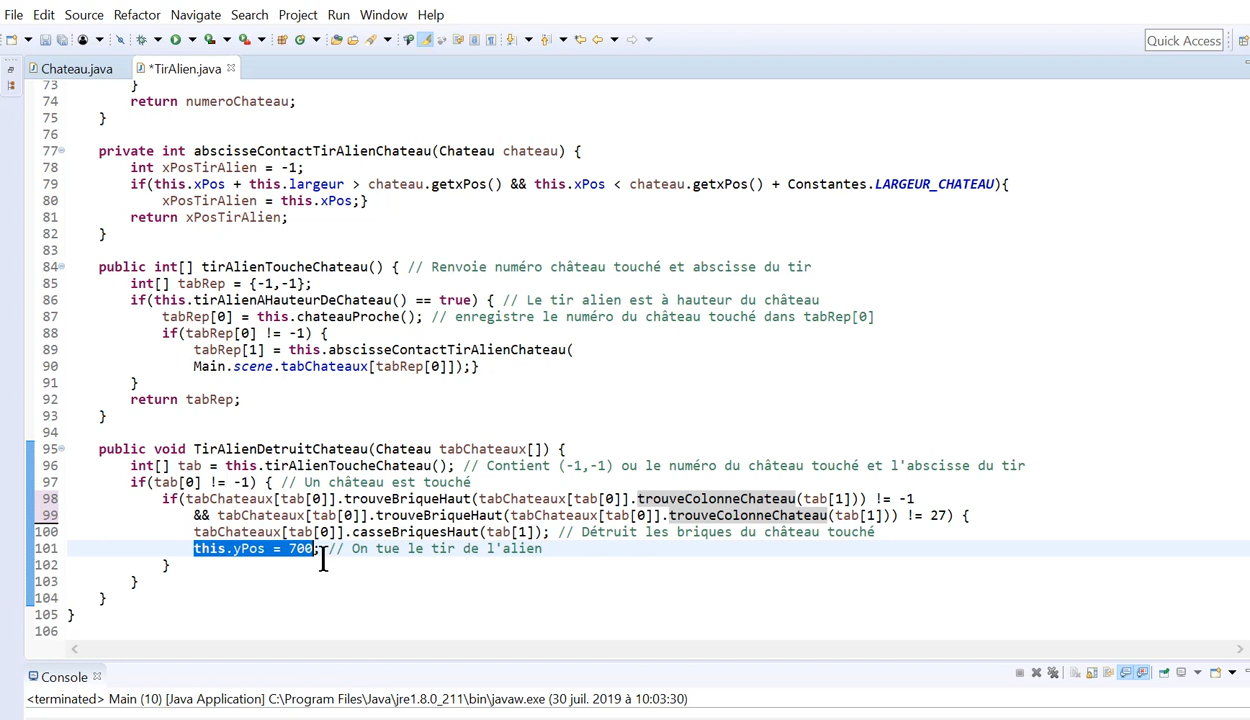 File Edit Source Refactor Navigate Search Project Run Window Help
Quick Access
Chateau.java *TirAlien.java
73 }
74 return numeroChateau;
75 }
76
77 private int abscisseContactTirAlienChateau(Chateau chateau) {
78 int xPosTirAlien = -1;
79 if(this.xPos + this.largeur > chateau.getxPos() && this.xPos < chateau.getxPos() + Constantes.LARGEUR_CHATEAU){
80 xPosTirAlien = this.xPos;}
81 return xPosTirAlien;
82 }
83
84 public int[] tirAlienToucheChateau() { // Renvoie numéro château touché et abscisse du tir
85 int[] tabRep = {-1,-1};
86 if(this.tirAlienAHauteurDeChateau() == true) { // Le tir alien est à hauteur du château
87 tabRep[0] = this.chateauProche(); // enregistre le numéro du château touché dans tabRep[0]
88 if(tabRep[0] != -1) {
89 tabRep[1] = this.abscisseContactTirAlienChateau(
90 Main.scene.tabChateaux[tabRep[0]]);}
91 }
92 return tabRep;
93 }
94
95 public void TirAlienDetruitChateau(Chateau tabChateaux[]) {
96 int[] tab = this.tirAlienToucheChateau(); // Contient (-1,-1) ou le numéro du château touché et l'abscisse du tir
97 if(tab[0] != -1) { // Un château est touché
98 if(tabChateaux[tab[0]].trouveBriqueHaut(tabChateaux[tab[0]].trouveColonneChateau(tab[1])) != -1
99 && tabChateaux[tab[0]].trouveBriqueHaut(tabChateaux[tab[0]].trouveColonneChateau(tab[1])) != 27) {
100 tabChateaux[tab[0]].casseBriquesHaut(tab[1]); // Détruit les briques du château touché
101 this.yPos = 700; // On tue le tir de l'alien
102 }
103 }
104 }
105 }
106
Console
<terminated> Main (10) [Java Application] C:\Program Files\Java\jre1.8.0_211\bin\javaw.exe (30 juil. 2019 à 10:03:30)